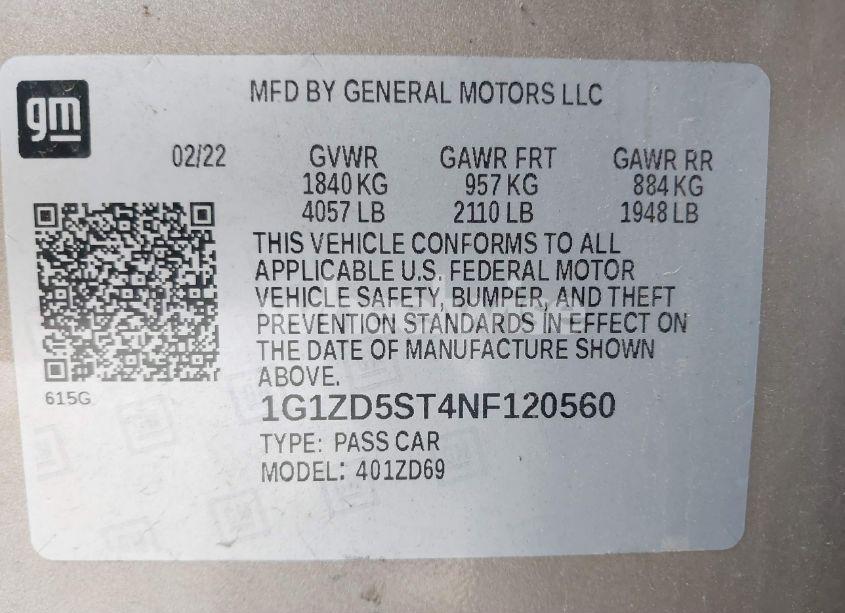 gm
MFD BY GENERAL MOTORS LLC
02/22 GVWR GAWR FRT GAWR RR
1840 KG 957 KG 884 KG
4057 LB 2110 LB 1948 LB
THIS VEHICLE CONFORMS TO ALL
APPLICABLE U.S. FEDERAL MOTOR
VEHICLE SAFETY, BUMPER, AND THEFT
PREVENTION STANDARDS IN EFFECT ON
THE DATE OF MANUFACTURE SHOWN
ABOVE.
615G
1G1ZD5ST4NF120560
TYPE: PASS CAR
MODEL: 401ZD69